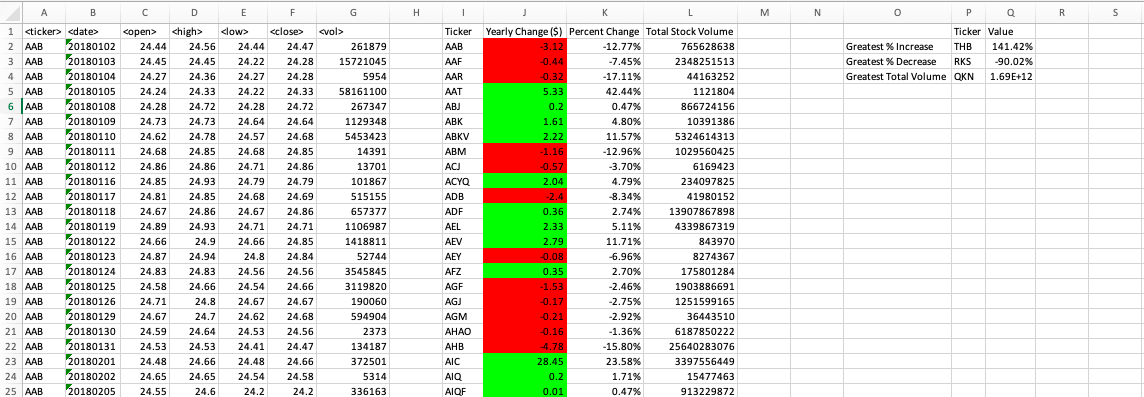 A B C D E F G H I J K L M N O P Q R S
1 <ticker> <date> <open> <high> <low> <close> <vol> Ticker Yearly Change ($) Percent Change Total Stock Volume Ticker Value
2 AAB 20180102 24.44 24.56 24.44 24.47 261879 AAB -3.12 -12.77% 765628638 Greatest % Increase THB 141.42%
3 AAB 20180103 24.45 24.45 24.22 24.28 15721045 AAF -0.44 -7.45% 2348251513 Greatest % Decrease RKS -90.02%
4 AAB 20180104 24.27 24.36 24.27 24.28 5954 AAR -0.32 -17.11% 44163252 Greatest Total Volume QKN 1.69E+12
5 AAB 20180105 24.24 24.33 24.22 24.33 58161100 AAT 5.33 42.44% 1121804
6 AAB 20180108 24.28 24.72 24.28 24.72 267347 ABJ 0.2 0.47% 866724156
7 AAB 20180109 24.73 24.73 24.64 24.64 1129348 ABK 1.61 4.80% 10391386
8 AAB 20180110 24.62 24.78 24.57 24.68 5453423 ABKV 2.22 11.57% 5324614313
9 AAB 20180111 24.68 24.85 24.68 24.85 14391 ABM -1.16 -12.96% 1029560425
10 AAB 20180112 24.86 24.86 24.71 24.86 13701 ACJ -0.57 -3.70% 6169423
11 AAB 20180116 24.85 24.93 24.79 24.79 101867 ACYQ 2.04 4.79% 234097825
12 AAB 20180117 24.81 24.85 24.68 24.69 515155 ADB -2.4 -8.34% 41980152
13 AAB 20180118 24.67 24.86 24.67 24.86 657377 ADF 0.36 2.74% 13907867898
14 AAB 20180119 24.89 24.93 24.71 24.71 1106987 AEL 2.33 5.11% 4339867319
15 AAB 20180122 24.66 24.9 24.66 24.85 1418811 AEV 2.79 11.71% 843970
16 AAB 20180123 24.87 24.94 24.8 24.84 52744 AEY -0.08 -6.96% 8274367
17 AAB 20180124 24.83 24.83 24.56 24.56 3545845 AFZ 0.35 2.70% 175801284
18 AAB 20180125 24.58 24.66 24.54 24.66 3119820 AGF -1.53 -2.46% 1903886691
19 AAB 20180126 24.71 24.8 24.67 24.67 190060 AGJ -0.17 -2.75% 1251599165
20 AAB 20180129 24.67 24.7 24.62 24.68 594904 AGM -0.21 -2.92% 36443510
21 AAB 20180130 24.59 24.64 24.53 24.56 2373 AHAO -0.16 -1.36% 6187850222
22 AAB 20180131 24.53 24.53 24.41 24.47 134187 AHB -4.78 -15.80% 25640283076
23 AAB 20180201 24.48 24.66 24.48 24.66 372501 AIC 28.45 23.58% 3397556449
24 AAB 20180202 24.65 24.65 24.54 24.58 5314 AIQ 0.2 1.71% 15477463
25 AAB 20180205 24.55 24.6 24.2 24.2 336163 AIQF 0.01 0.47% 913229872